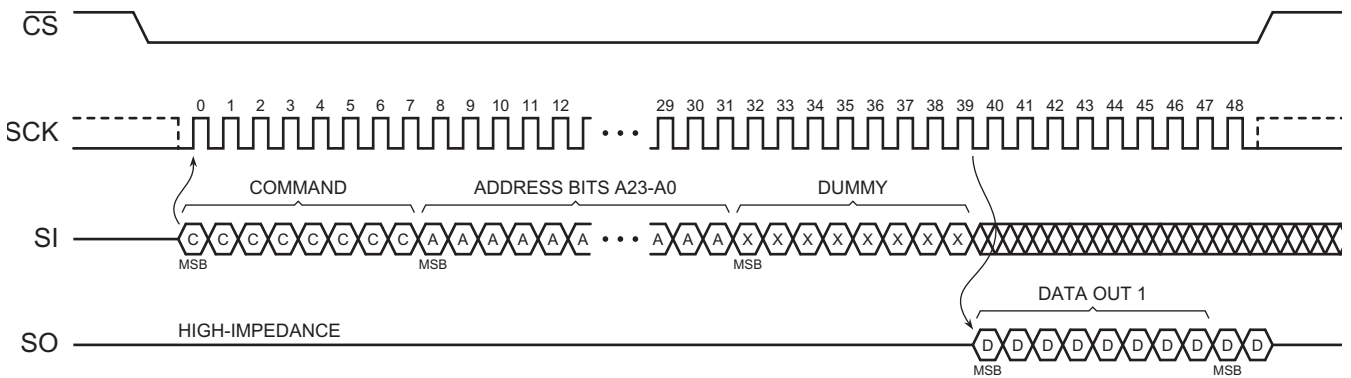 CS
0 1 2 3 4 5 6 7 8 9 10 11 12 29 30 31 32 33 34 35 36 37 38 39 40 41 42 43 44 45 46 47 48
SCK • • •
COMMAND ADDRESS BITS A23-A0 DUMMY
SI C C C C C C C C A A A A A A • • • A A A X X X X X X X X
MSB MSB MSB
DATA OUT 1
HIGH-IMPEDANCE
SO D D D D D D D D D D
MSB MSB